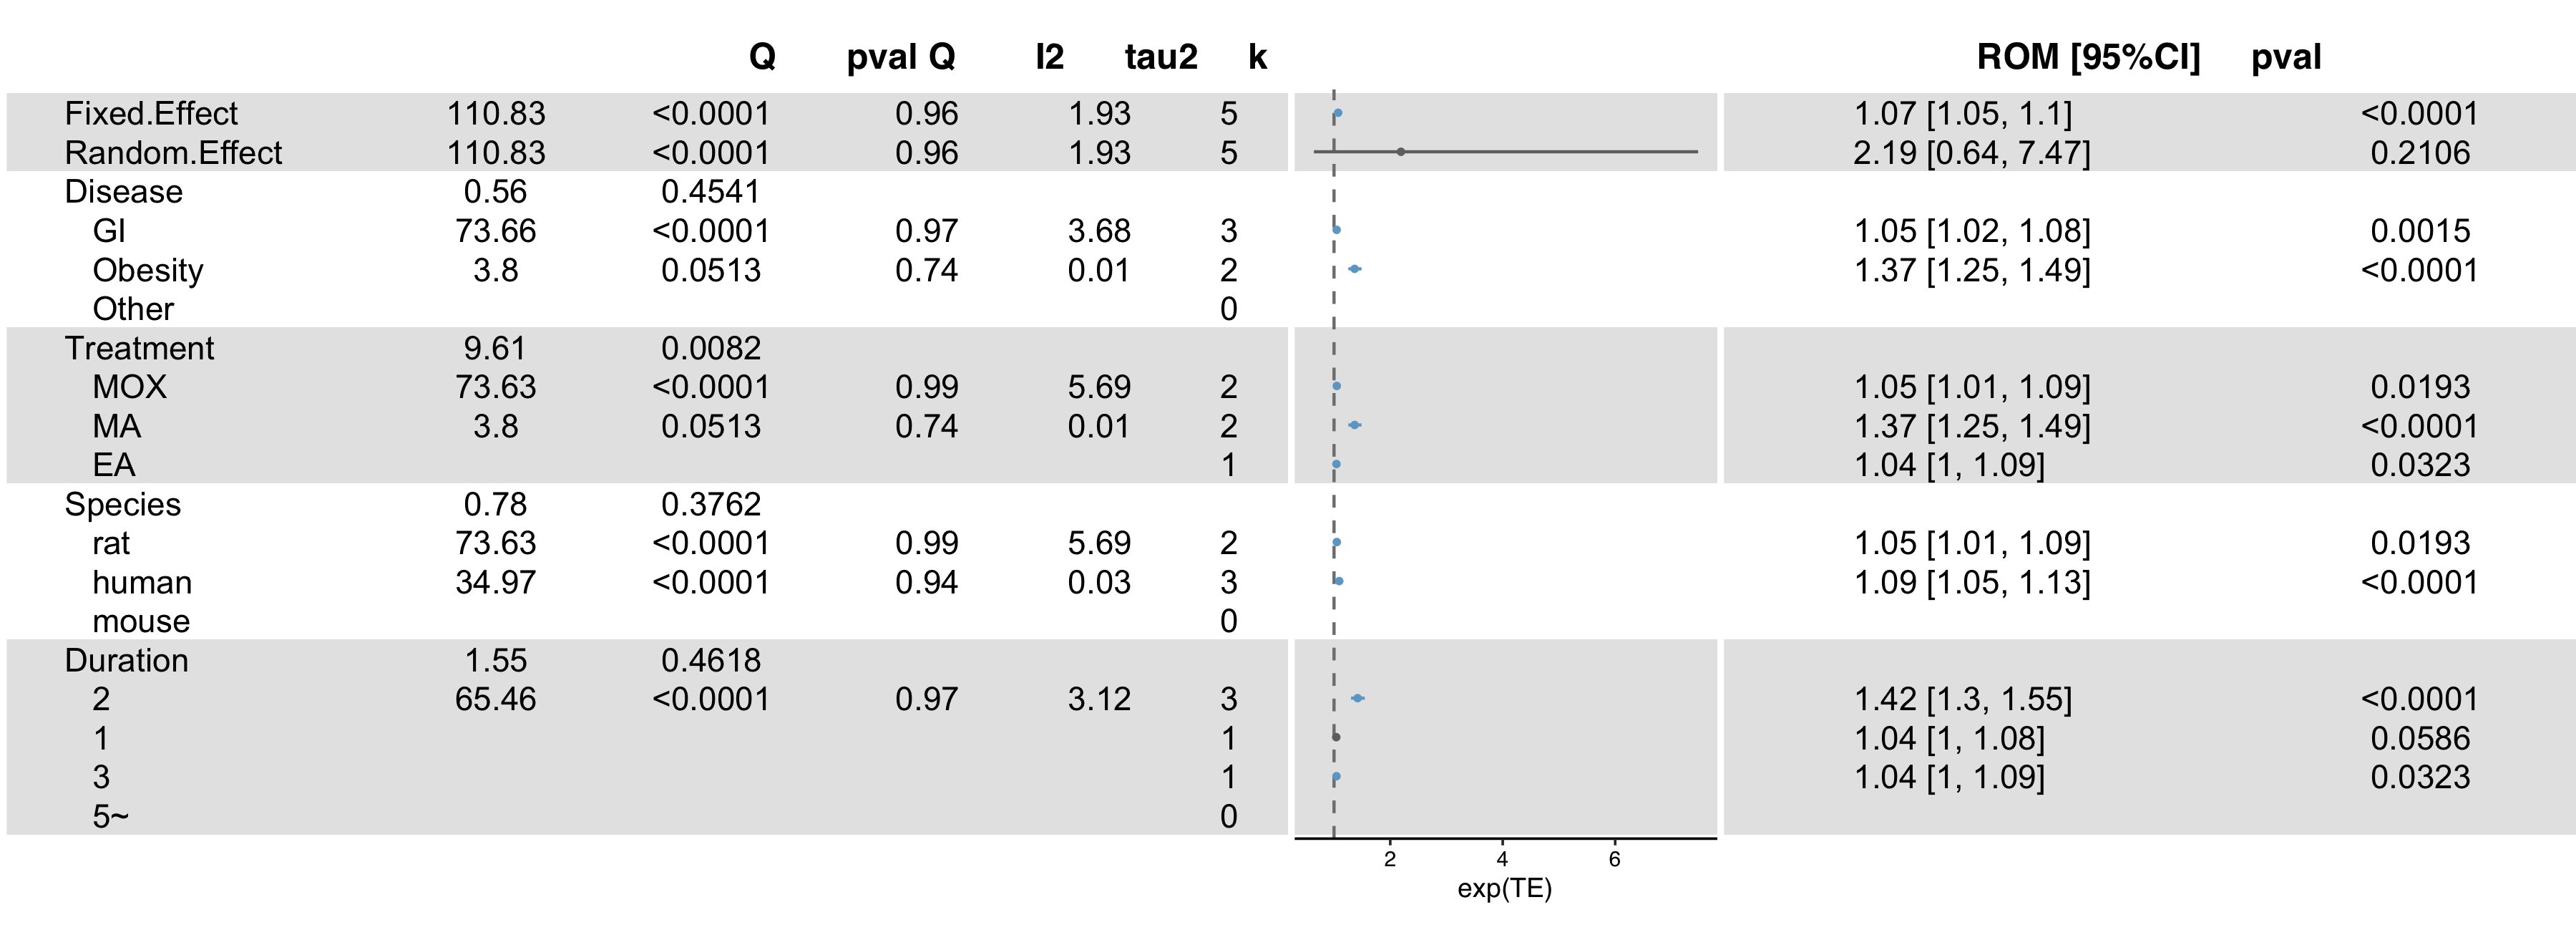 Q pval Q I2 tau2 k ROM [95%CI] pval
Fixed.Effect 110.83 <0.0001 0.96 1.93 5 1.07 [1.05, 1.1] <0.0001
Random.Effect 110.83 <0.0001 0.96 1.93 5 2.19 [0.64, 7.47] 0.2106
Disease 0.56 0.4541
GI 73.66 <0.0001 0.97 3.68 3 1.05 [1.02, 1.08] 0.0015
Obesity 3.8 0.0513 0.74 0.01 2 1.37 [1.25, 1.49] <0.0001
Other 0
Treatment 9.61 0.0082
MOX 73.63 <0.0001 0.99 5.69 2 1.05 [1.01, 1.09] 0.0193
MA 3.8 0.0513 0.74 0.01 2 1.37 [1.25, 1.49] <0.0001
EA 1 1.04 [1, 1.09] 0.0323
Species 0.78 0.3762
rat 73.63 <0.0001 0.99 5.69 2 1.05 [1.01, 1.09] 0.0193
human 34.97 <0.0001 0.94 0.03 3 1.09 [1.05, 1.13] <0.0001
mouse 0
Duration 1.55 0.4618
2 65.46 <0.0001 0.97 3.12 3 1.42 [1.3, 1.55] <0.0001
1 1 1.04 [1, 1.08] 0.0586
3 1 1.04 [1, 1.09] 0.0323
5~ 0
2 4 6
exp(TE)